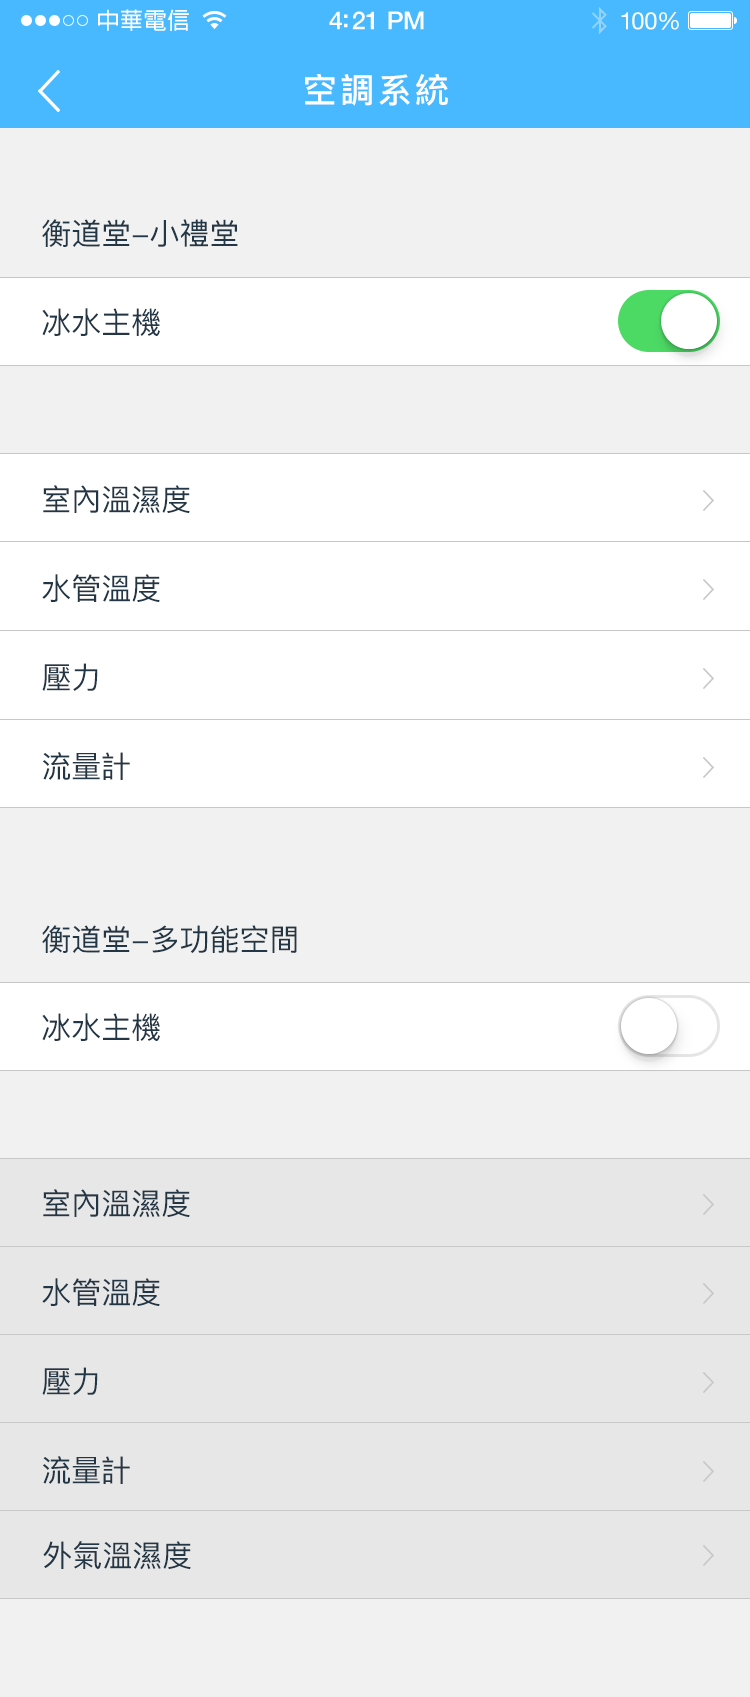 中華電信 4:21 PM 100%
空調系統
衡道堂–小禮堂
冰水主機
室內溫濕度
水管溫度
壓力
流量計
衡道堂–多功能空間
冰水主機
室內溫濕度
水管溫度
壓力
流量計
外氣溫濕度